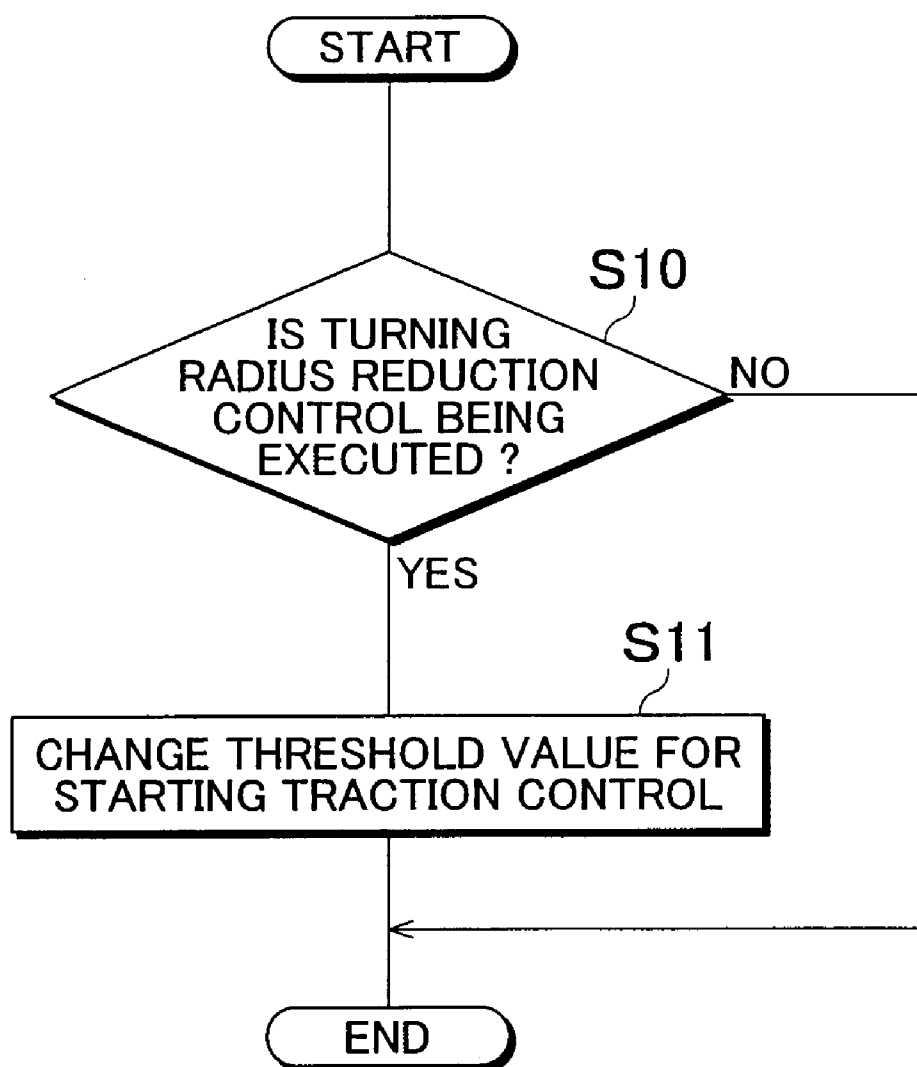 START
S10
IS TURNING
RADIUS REDUCTION
CONTROL BEING
EXECUTED ?
NO
YES
S11
CHANGE THRESHOLD VALUE FOR
STARTING TRACTION CONTROL
END